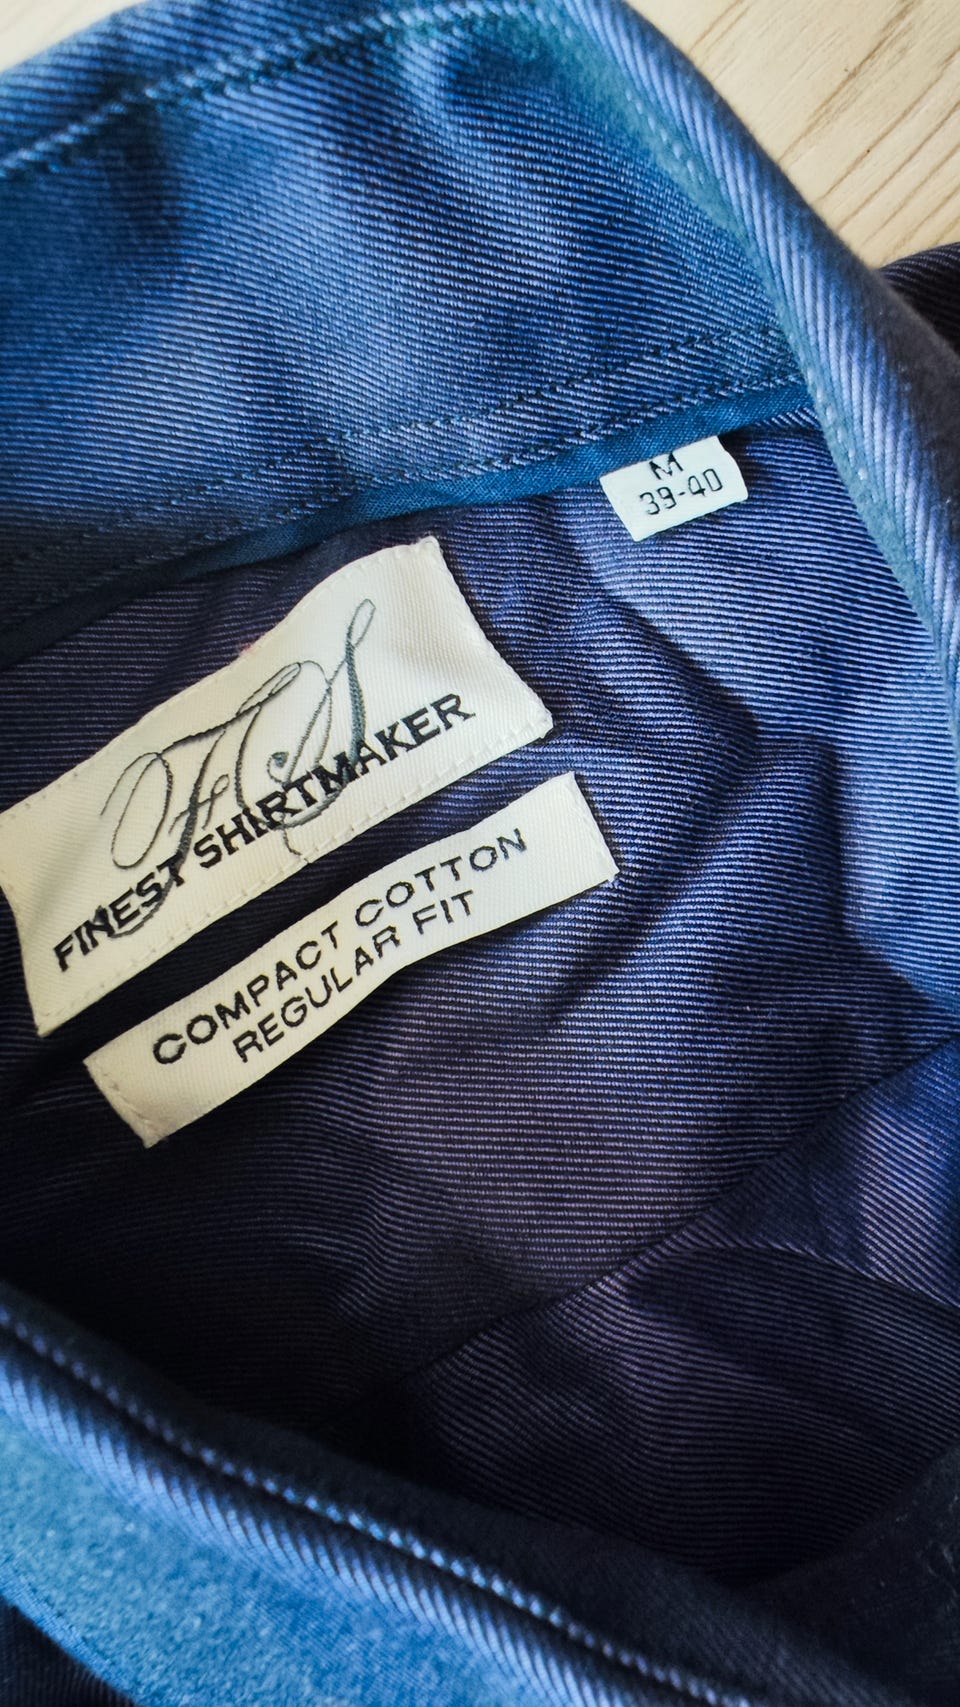 M
39-40
FS
FINEST SHIRTMAKER
COMPACT COTTON
REGULAR FIT